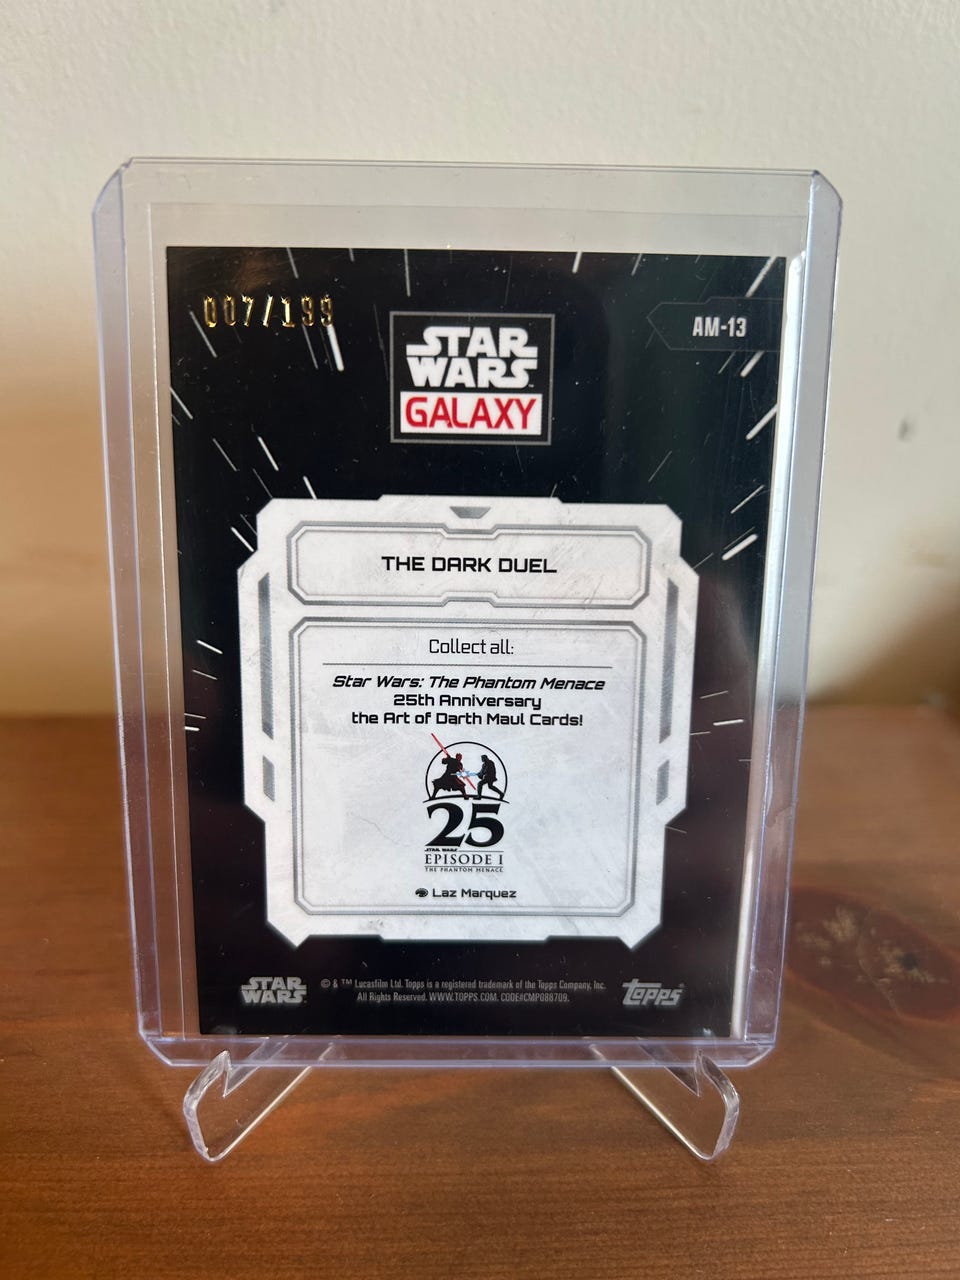 007/199
STAR
WARS
GALAXY
AM-13
THE DARK DUEL
Collect all:
Star Wars: The Phantom Menace
25th Anniversary
the Art of Darth Maul Cards!
25
STAR WARS
EPISODE I
THE PHANTOM MENACE
Laz Marquez
STAR
WARS
© & ™ Lucasfilm Ltd. Topps is a registered trademark of the Topps Company, Inc.
All Rights Reserved. WWW.TOPPS.COM. CODE#CMP088709.
topps